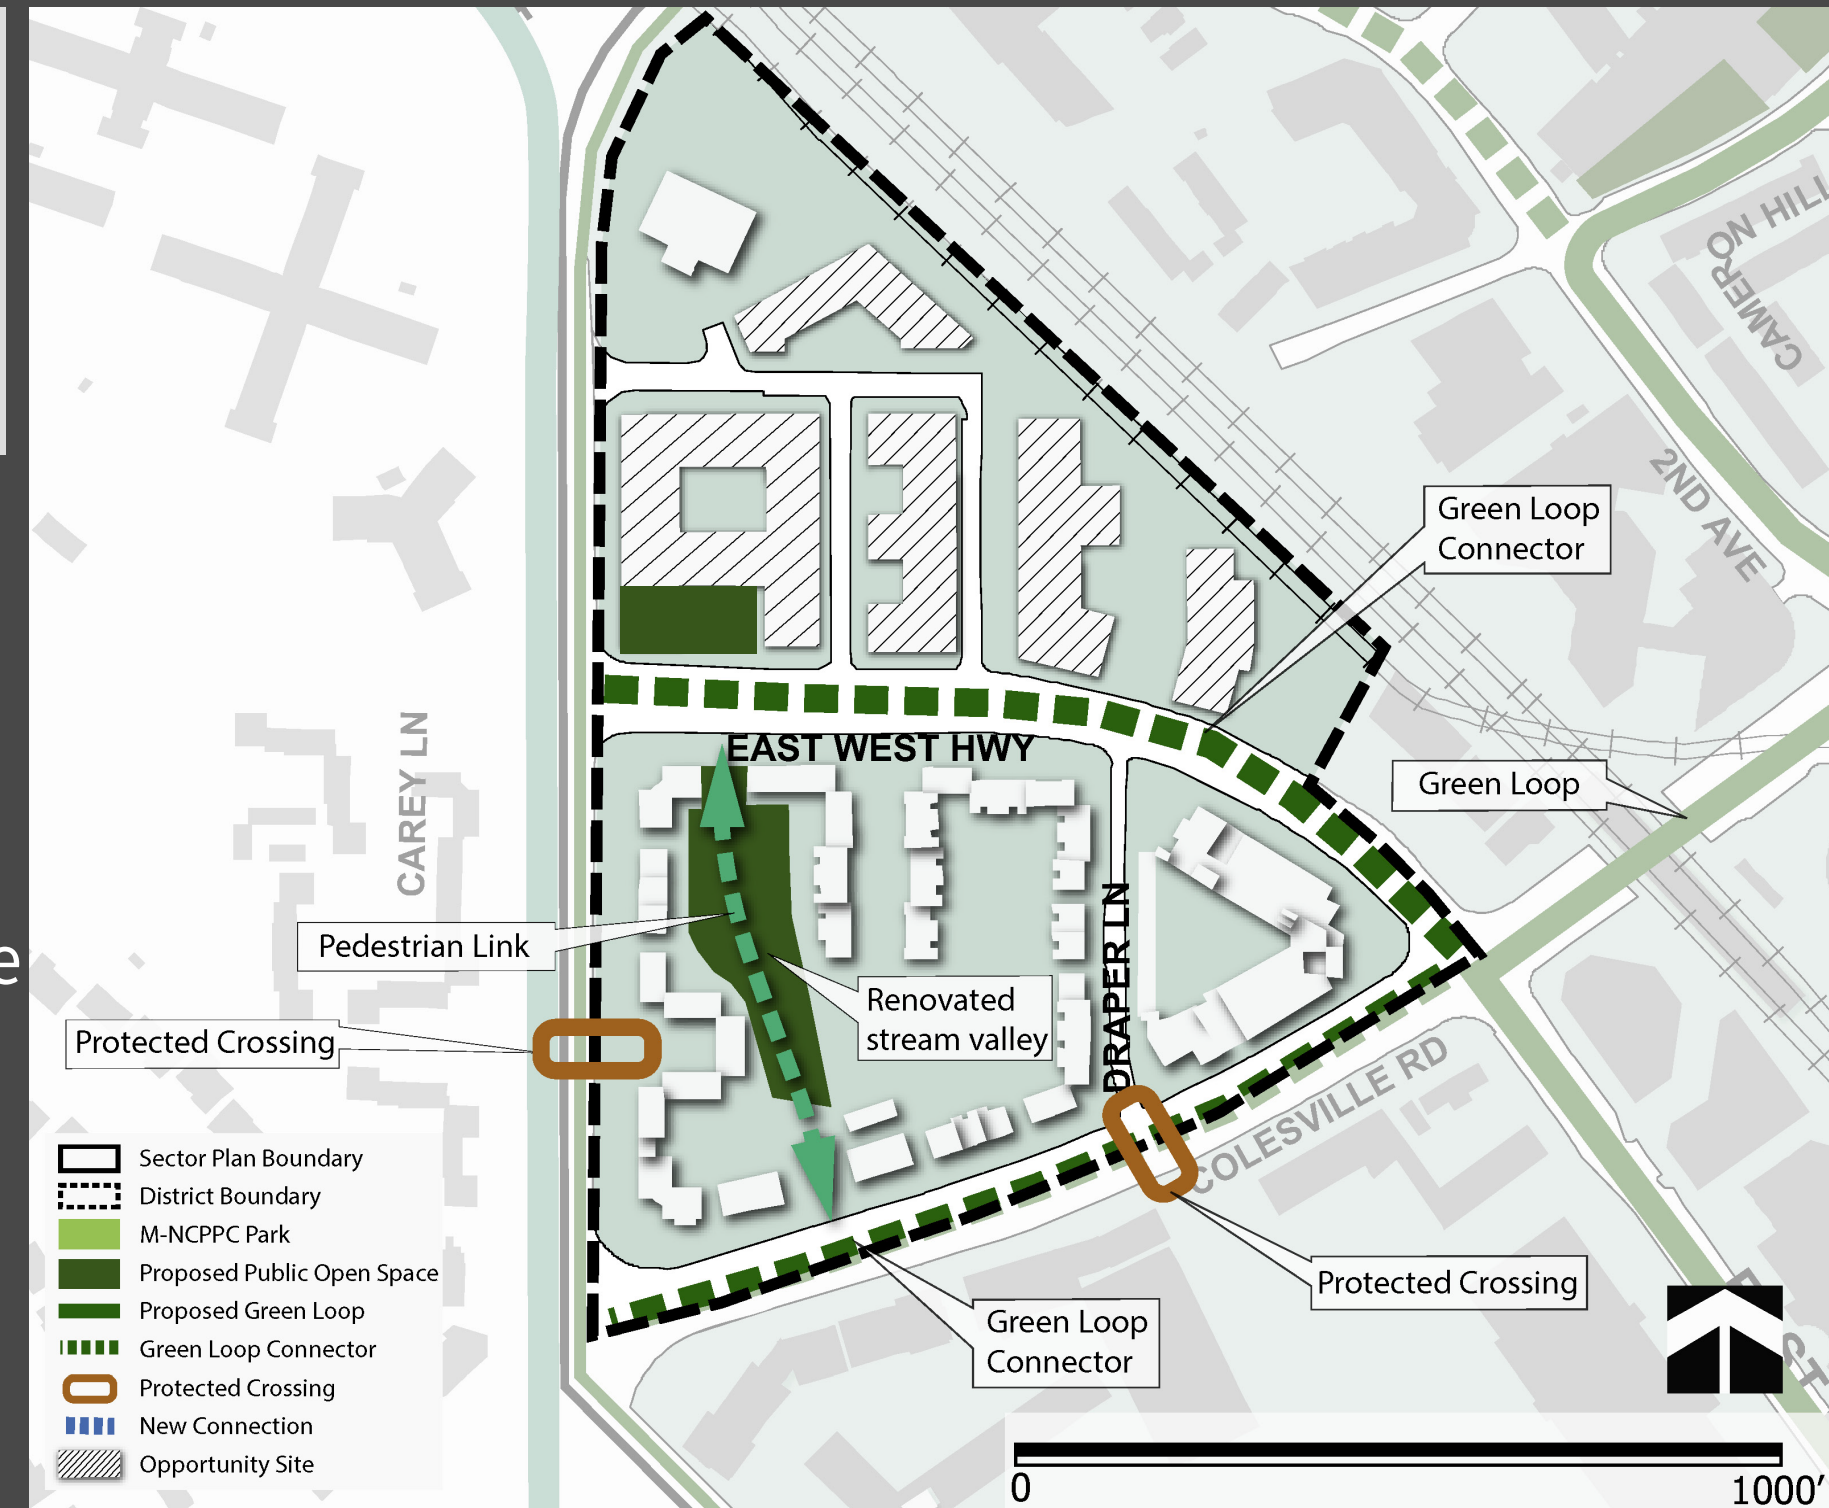 CAMERON HILL
2ND AVE
Green Loop
Connector
EAST WEST HWY
Green Loop
CAREY LN
Pedestrian Link
e
Renovated
stream valley
DRAPER LN
Protected Crossing
COLESVILLE RD
Protected Crossing
Green Loop
Connector
Sector Plan Boundary
District Boundary
M-NCPPC Park
Proposed Public Open Space
Proposed Green Loop
Green Loop Connector
Protected Crossing
New Connection
Opportunity Site
0
1000'